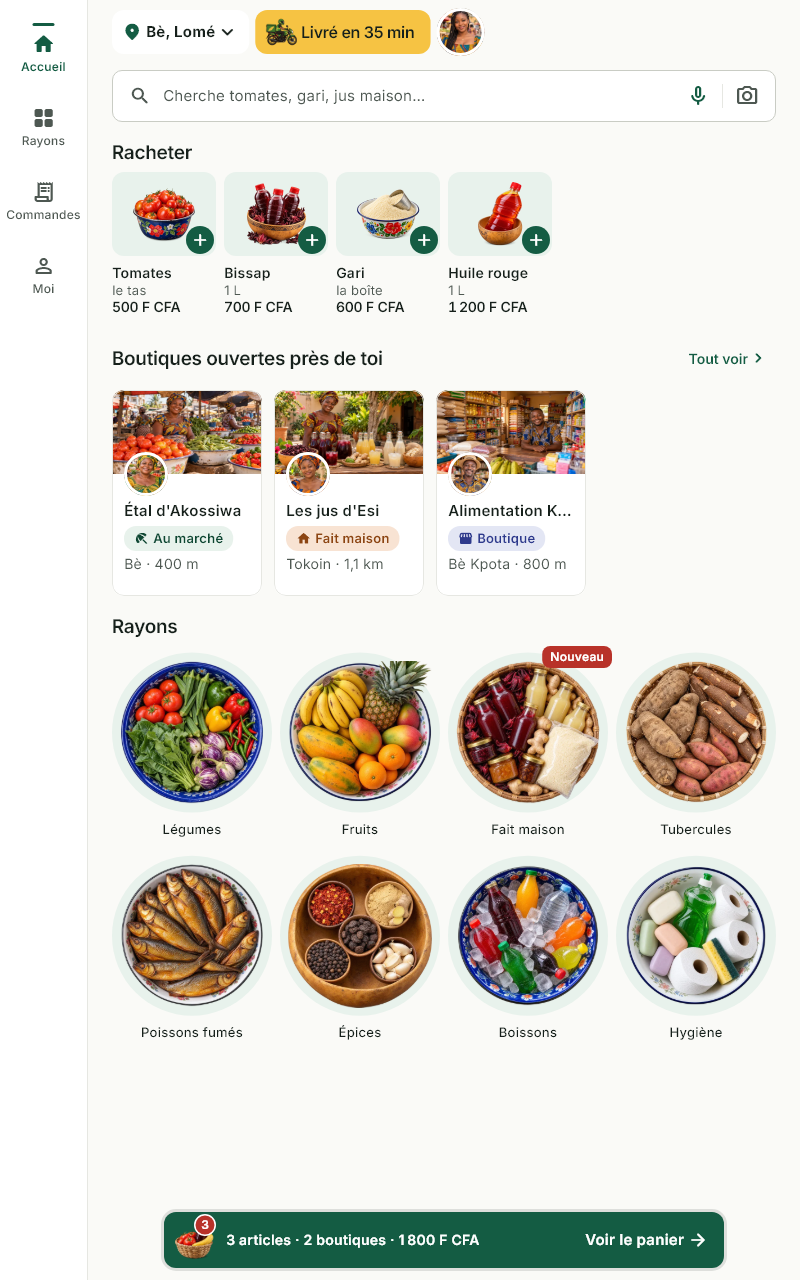 Accueil
Rayons
Commandes
Moi
Bè, Lomé
Livré en 35 min
Cherche tomates, gari, jus maison...
Racheter
Tomates
le tas
500 F CFA
Bissap
1 L
700 F CFA
Gari
la boîte
600 F CFA
Huile rouge
1 L
1 200 F CFA
Boutiques ouvertes près de toi
Tout voir
Étal d'Akossiwa
Au marché
Bè · 400 m
Les jus d'Esi
Fait maison
Tokoin · 1,1 km
Alimentation K...
Boutique
Bè Kpota · 800 m
Rayons
Nouveau
Légumes
Fruits
Fait maison
Tubercules
Poissons fumés
Épices
Boissons
Hygiène
3
3 articles · 2 boutiques · 1 800 F CFA
Voir le panier